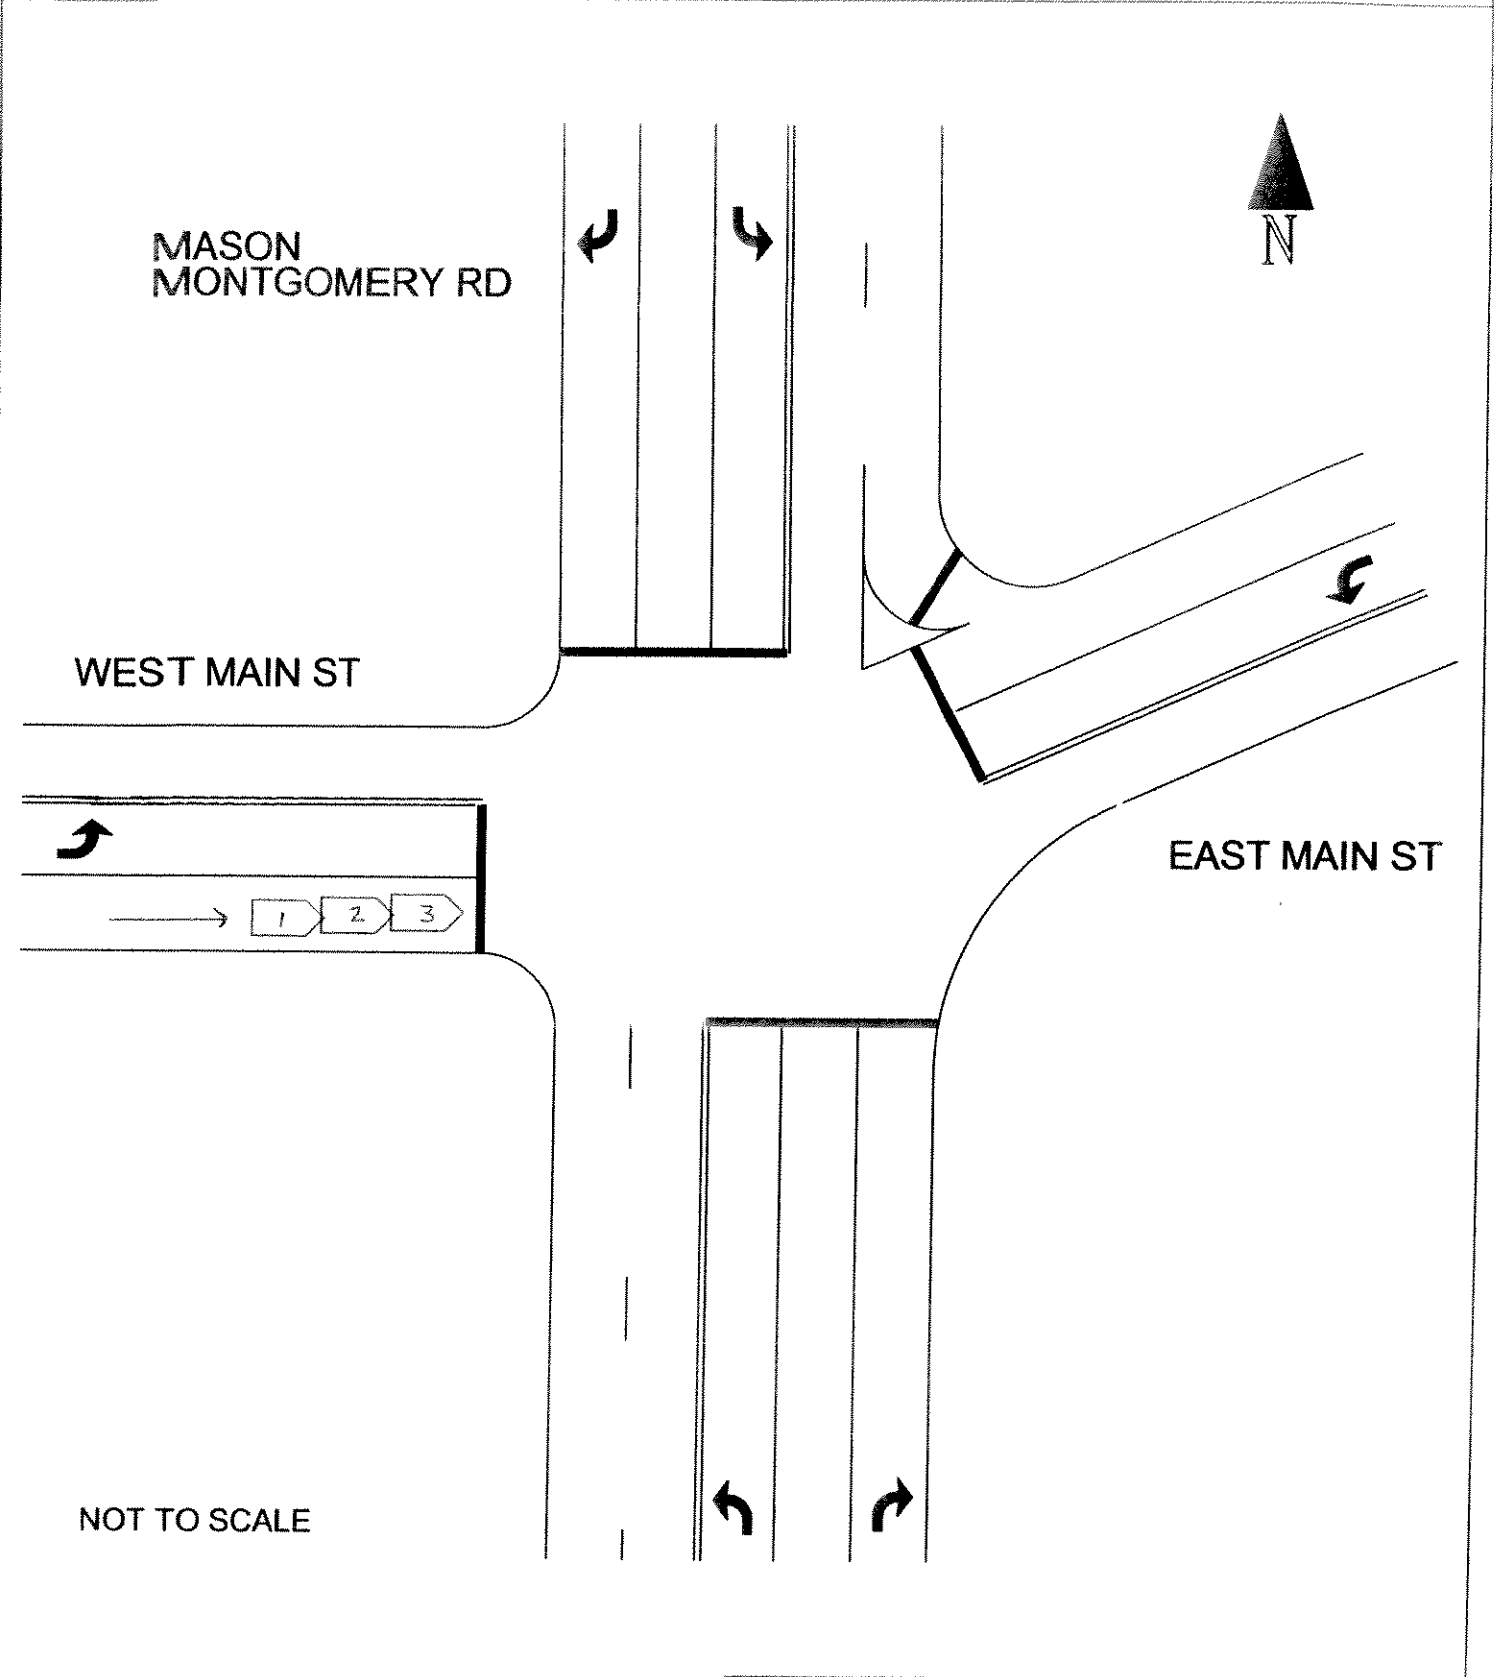 MASON
MONTGOMERY RD
N
WEST MAIN ST
EAST MAIN ST
1 2 3
NOT TO SCALE